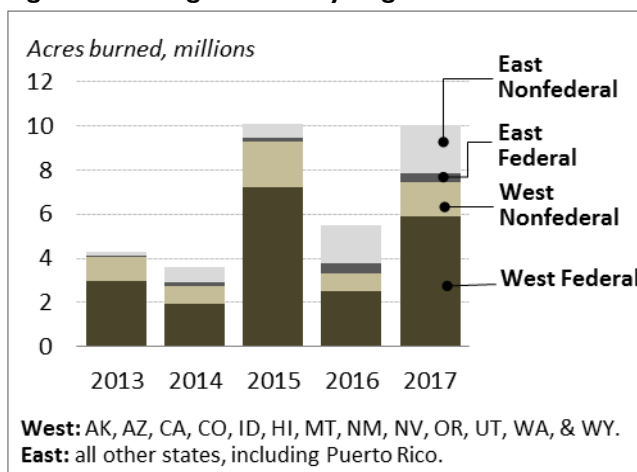 Acres burned, millions
12
10
8
6
4
2
0
East
Nonfederal
East
Federal
West
Nonfederal
West Federal
2013 2014 2015 2016 2017
West: AK, AZ, CA, CO, ID, HI, MT, NM, NV, OR, UT, WA, & WY.
East: all other states, including Puerto Rico.